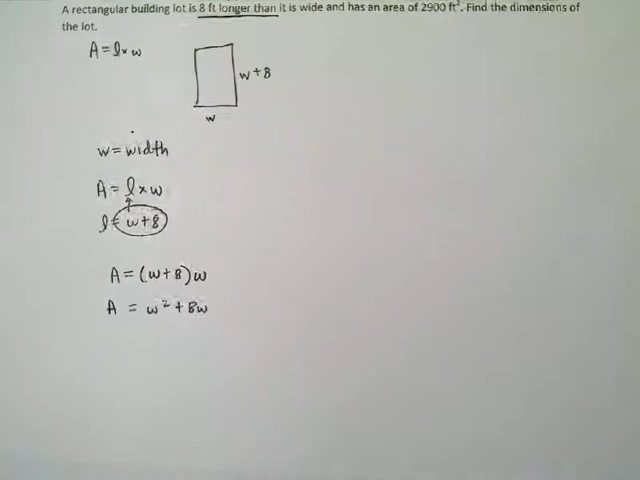 A rectangular building lot is 8 ft longer than it is wide and has an area of 2900 ft². Find the dimensions of
the lot.
A = l x w
w + 8
w
w = width
A = l x w
l = w + 8
A = (w + 8) w
A = w² + 8w